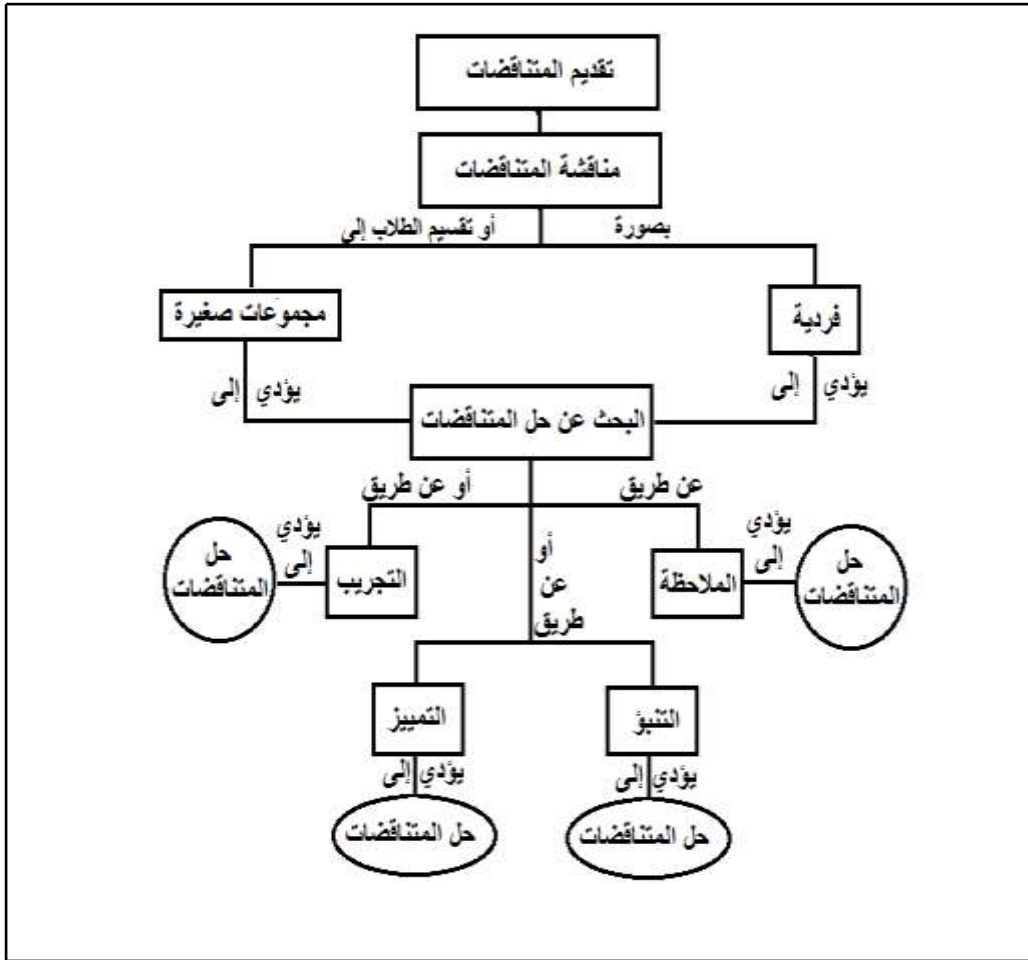 تقديم المتناقضات
مناقشة المتناقضات
بصورة
أو تقسيم الطلاب إلى
فردية
مجموعات صغيرة
يؤدي إلى
يؤدي إلى
البحث عن حل المتناقضات
عن طريق
أو عن طريق
أو
عن
طريق
الملاحظة
يؤدي
إلى
حل
المتناقضات
التجريب
يؤدي
إلى
حل
المتناقضات
التنبؤ
التمييز
يؤدي إلى
يؤدي إلى
حل المتناقضات
حل المتناقضات